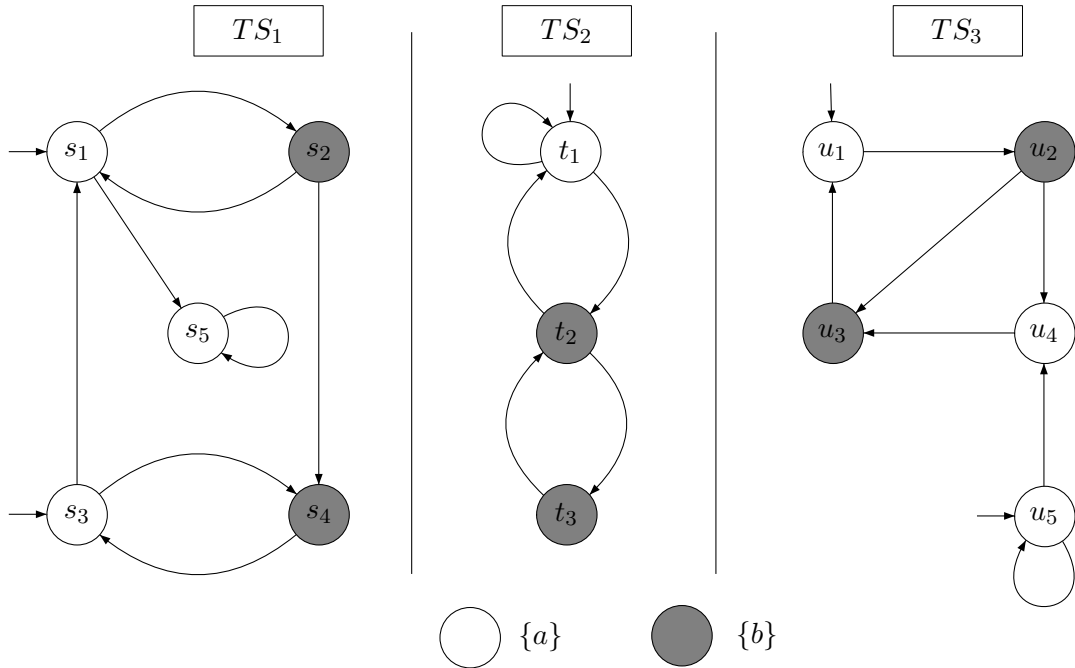 TS₁ TS₂ TS₃
s₁ s₂ t₁ u₁ u₂
s₅ t₂ u₃ u₄
s₃ s₄ t₃ u₅
{a} {b}